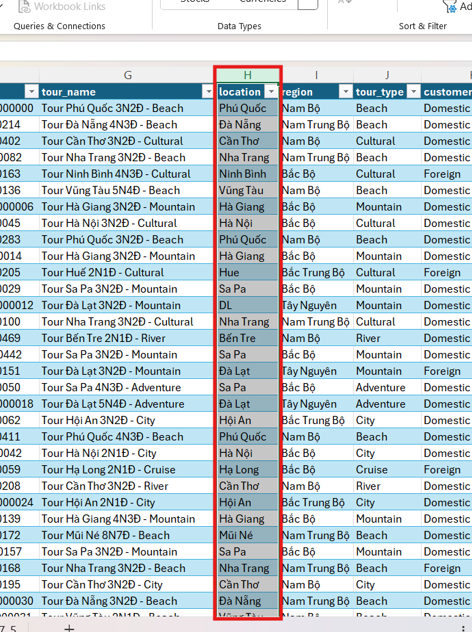 Workbook Links
Queries & Connections
Data Types
Sort & Filter
G H I J K
tour_name location region tour_type customer
000000 Tour Phú Quốc 3N2Đ - Beach Phú Quốc Nam Bộ Beach Domestic
0214 Tour Đà Nẵng 4N3Đ - Beach Đà Nẵng Nam Trung Bộ Beach Domestic
0402 Tour Cần Thơ 3N2Đ - Cultural Cần Thơ Nam Bộ Cultural Domestic
0082 Tour Nha Trang 3N2Đ - Beach Nha Trang Nam Trung Bộ Beach Domestic
0163 Tour Ninh Bình 4N3Đ - Cultural Ninh Bình Bắc Bộ Cultural Foreign
0136 Tour Vũng Tàu 5N4Đ - Beach Vũng Tàu Nam Bộ Beach Domestic
000006 Tour Hà Giang 3N2Đ - Mountain Hà Giang Bắc Bộ Mountain Domestic
0045 Tour Hà Nội 3N2Đ - Cultural Hà Nội Bắc Bộ Cultural Domestic
0283 Tour Phú Quốc 3N2Đ - Beach Phú Quốc Nam Bộ Beach Domestic
0014 Tour Hà Giang 3N2Đ - Mountain Hà Giang Bắc Bộ Mountain Domestic
0205 Tour Huế 2N1Đ - Cultural Hue Bắc Trung Bộ Cultural Foreign
0029 Tour Sa Pa 3N2Đ - Mountain Sa Pa Bắc Bộ Mountain Domestic
000012 Tour Đà Lạt 3N2Đ - Mountain DL Tây Nguyên Mountain Domestic
0100 Tour Nha Trang 3N2Đ - Cultural Nha Trang Nam Trung Bộ Cultural Domestic
0469 Tour Bến Tre 2N1Đ - River Bến Tre Nam Bộ River Domestic
00442 Tour Sa Pa 3N2Đ - Mountain Sa Pa Bắc Bộ Mountain Domestic
0151 Tour Đà Lạt 3N2Đ - Mountain Đà Lạt Tây Nguyên Mountain Foreign
0050 Tour Sa Pa 4N3Đ - Adventure Sa Pa Bắc Bộ Adventure Domestic
000018 Tour Đà Lạt 5N4Đ - Adventure Đà Lạt Tây Nguyên Adventure Domestic
0062 Tour Hội An 3N2Đ - City Hội An Bắc Trung Bộ City Domestic
00411 Tour Phú Quốc 4N3Đ - Beach Phú Quốc Nam Bộ Beach Domestic
0042 Tour Hà Nội 2N1Đ - City Hà Nội Bắc Bộ City Domestic
0059 Tour Hạ Long 2N1Đ - Cruise Hạ Long Bắc Bộ Cruise Foreign
0208 Tour Cần Thơ 3N2Đ - River Cần Thơ Nam Bộ River Domestic
000024 Tour Hội An 2N1Đ - City Hội An Bắc Trung Bộ City Domestic
0139 Tour Hà Giang 4N3Đ - Mountain Hà Giang Bắc Bộ Mountain Domestic
0172 Tour Mũi Né 8N7Đ - Beach Mũi Né Nam Trung Bộ Beach Domestic
00157 Tour Sa Pa 3N2Đ - Mountain Sa Pa Bắc Bộ Mountain Domestic
0168 Tour Nha Trang 3N2Đ - Beach Nha Trang Nam Trung Bộ Beach Foreign
0195 Tour Cần Thơ 3N2Đ - City Cần Thơ Nam Bộ City Domestic
000030 Tour Đà Nẵng 3N2Đ - Beach Đà Nẵng Nam Trung Bộ Beach Domestic